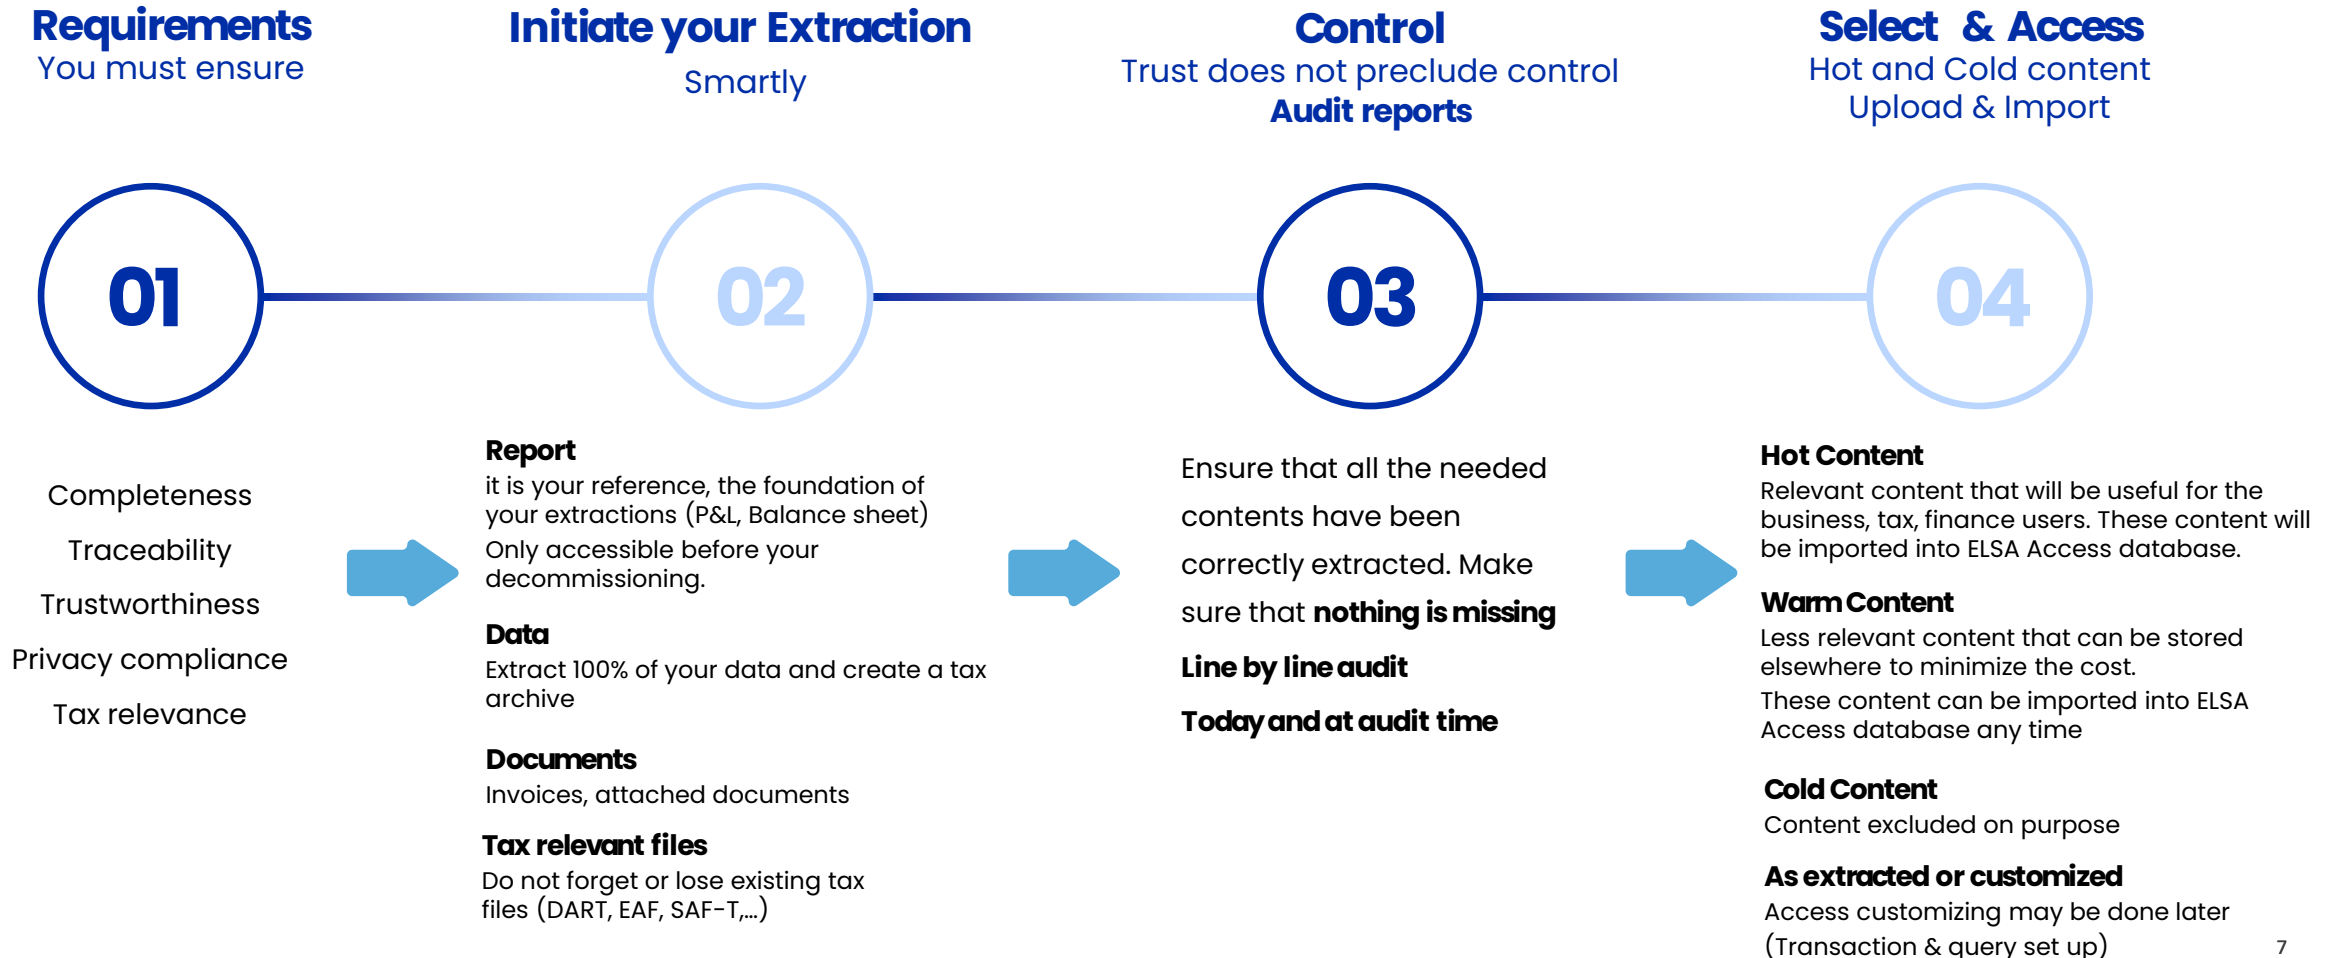 Requirements
You must ensure
Initiate your Extraction
Smartly
Control
Trust does not preclude control
Audit reports
Select & Access
Hot and Cold content
Upload & Import
01
02
03
04
Completeness
Traceability
Trustworthiness
Privacy compliance
Tax relevance
Report
it is your reference, the foundation of
your extractions (P&L, Balance sheet)
Only accessible before your
decommissioning.
Data
Extract 100% of your data and create a tax
archive
Documents
Invoices, attached documents
Tax relevant files
Do not forget or lose existing tax
files (DART, EAF, SAF-T,...)
Ensure that all the needed
contents have been
correctly extracted. Make
sure that nothing is missing
Line by line audit
Today and at audit time
Hot Content
Relevant content that will be useful for the
business, tax, finance users. These content will
be imported into ELSA Access database.
Warm Content
Less relevant content that can be stored
elsewhere to minimize the cost.
These content can be imported into ELSA
Access database any time
Cold Content
Content excluded on purpose
As extracted or customized
Access customizing may be done later
(Transaction & query set up)
7